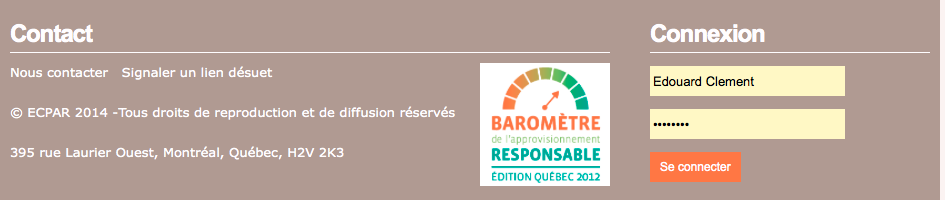 Contact
Nous contacter Signaler un lien désuet
© ECPAR 2014 -Tous droits de reproduction et de diffusion réservés
395 rue Laurier Ouest, Montréal, Québec, H2V 2K3
BAROMÈTRE
de l'approvisionnement
RESPONSABLE
ÉDITION QUÉBEC 2012
Connexion
Edouard Clement
••••••••
Se connecter